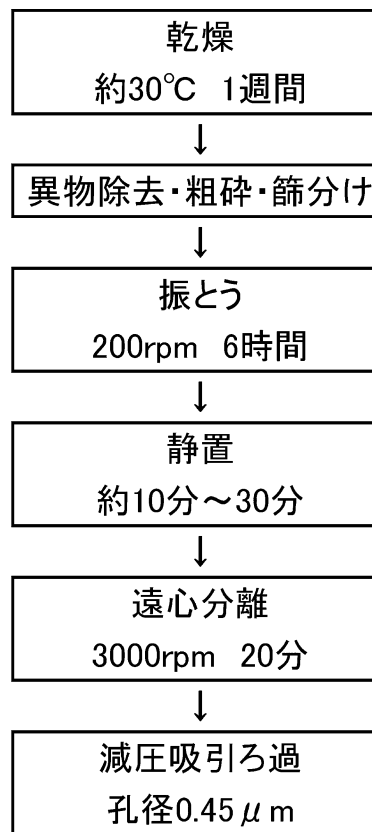 乾燥
約30℃ 1週間
↓
異物除去・粗砕・篩分け
↓
振とう
200rpm 6時間
↓
静置
約10分～30分
↓
遠心分離
3000rpm 20分
↓
減圧吸引ろ過
孔径0.45μm